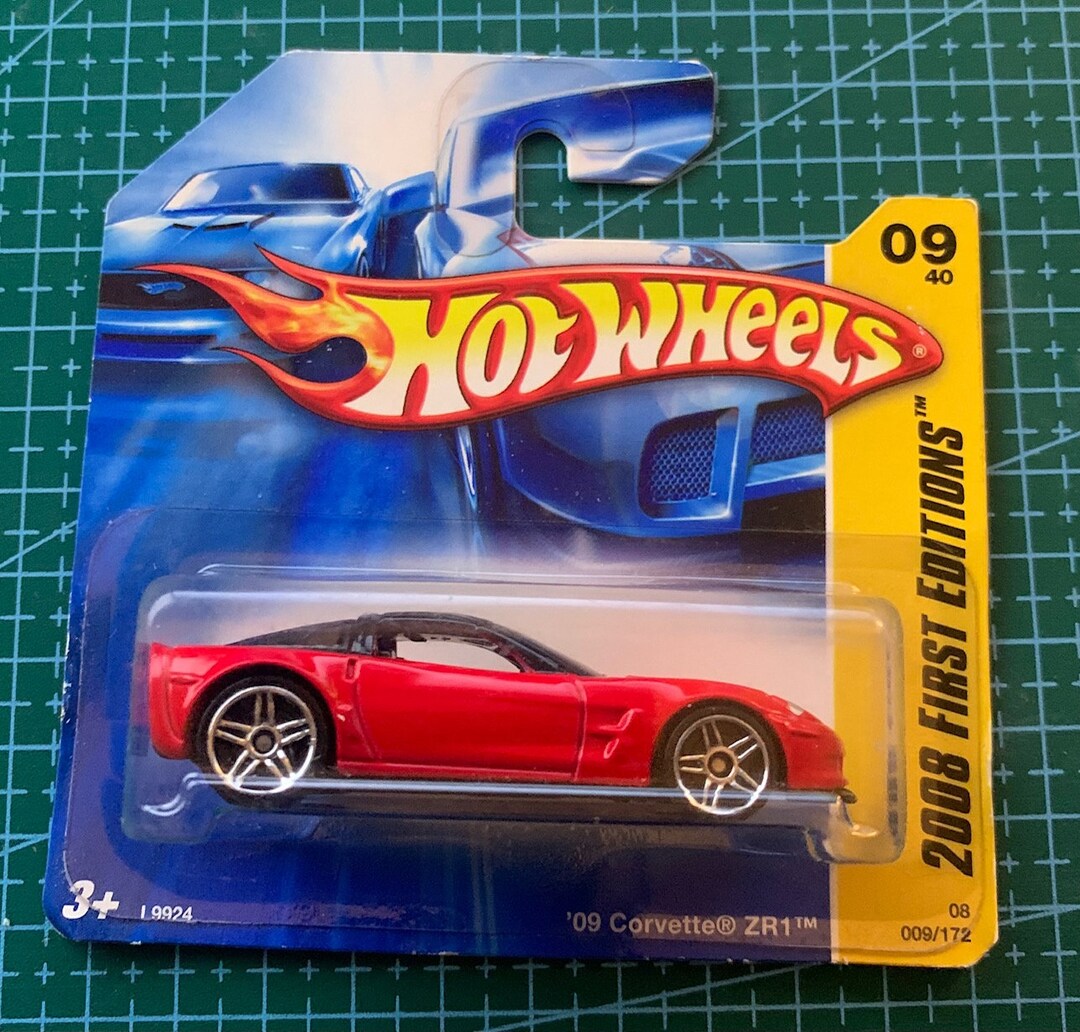 09
40
HOT WHEELS®
2008 FIRST EDITIONS™
3+
L9924
'09 Corvette® ZR1™
08
009/172